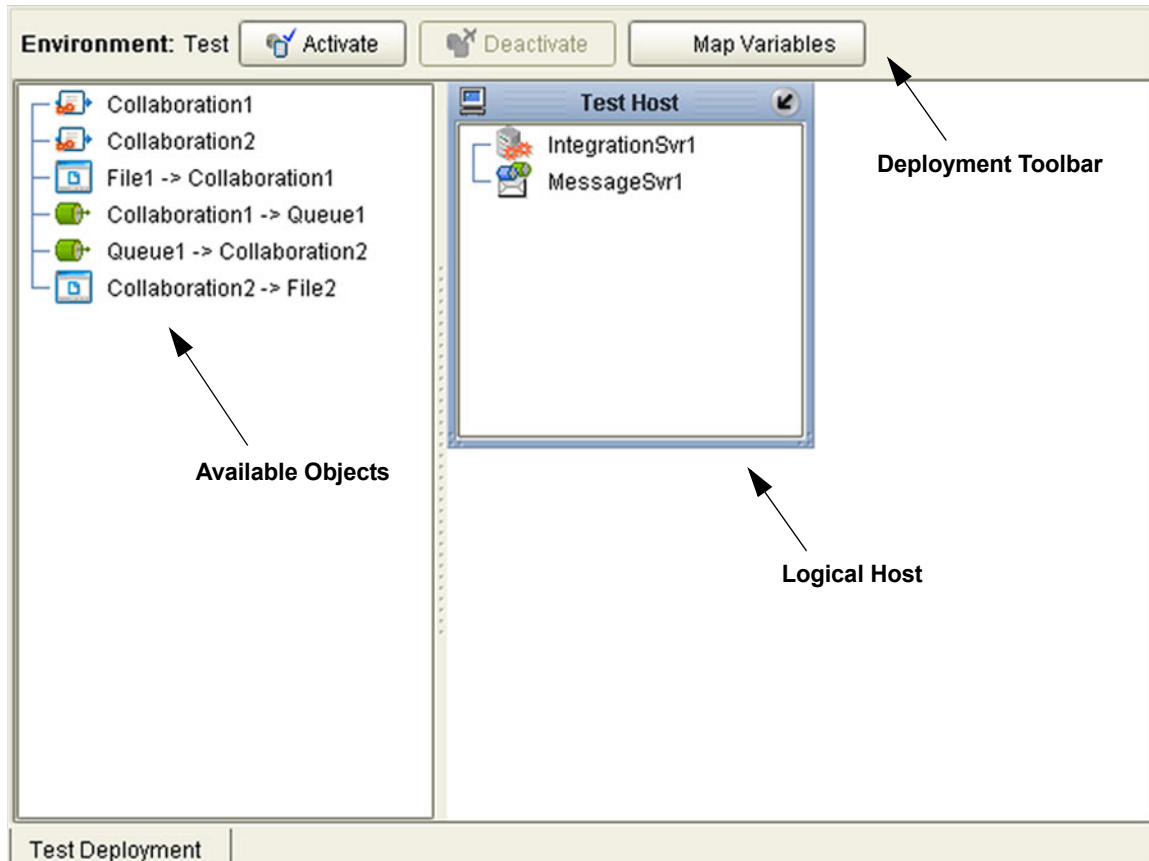 Environment: Test Activate Deactivate Map Variables
Collaboration1
Collaboration2
File1 -> Collaboration1
Collaboration1 -> Queue1
Queue1 -> Collaboration2
Collaboration2 -> File2
Available Objects
Test Host
IntegrationSvr1
MessageSvr1
Deployment Toolbar
Logical Host
Test Deployment